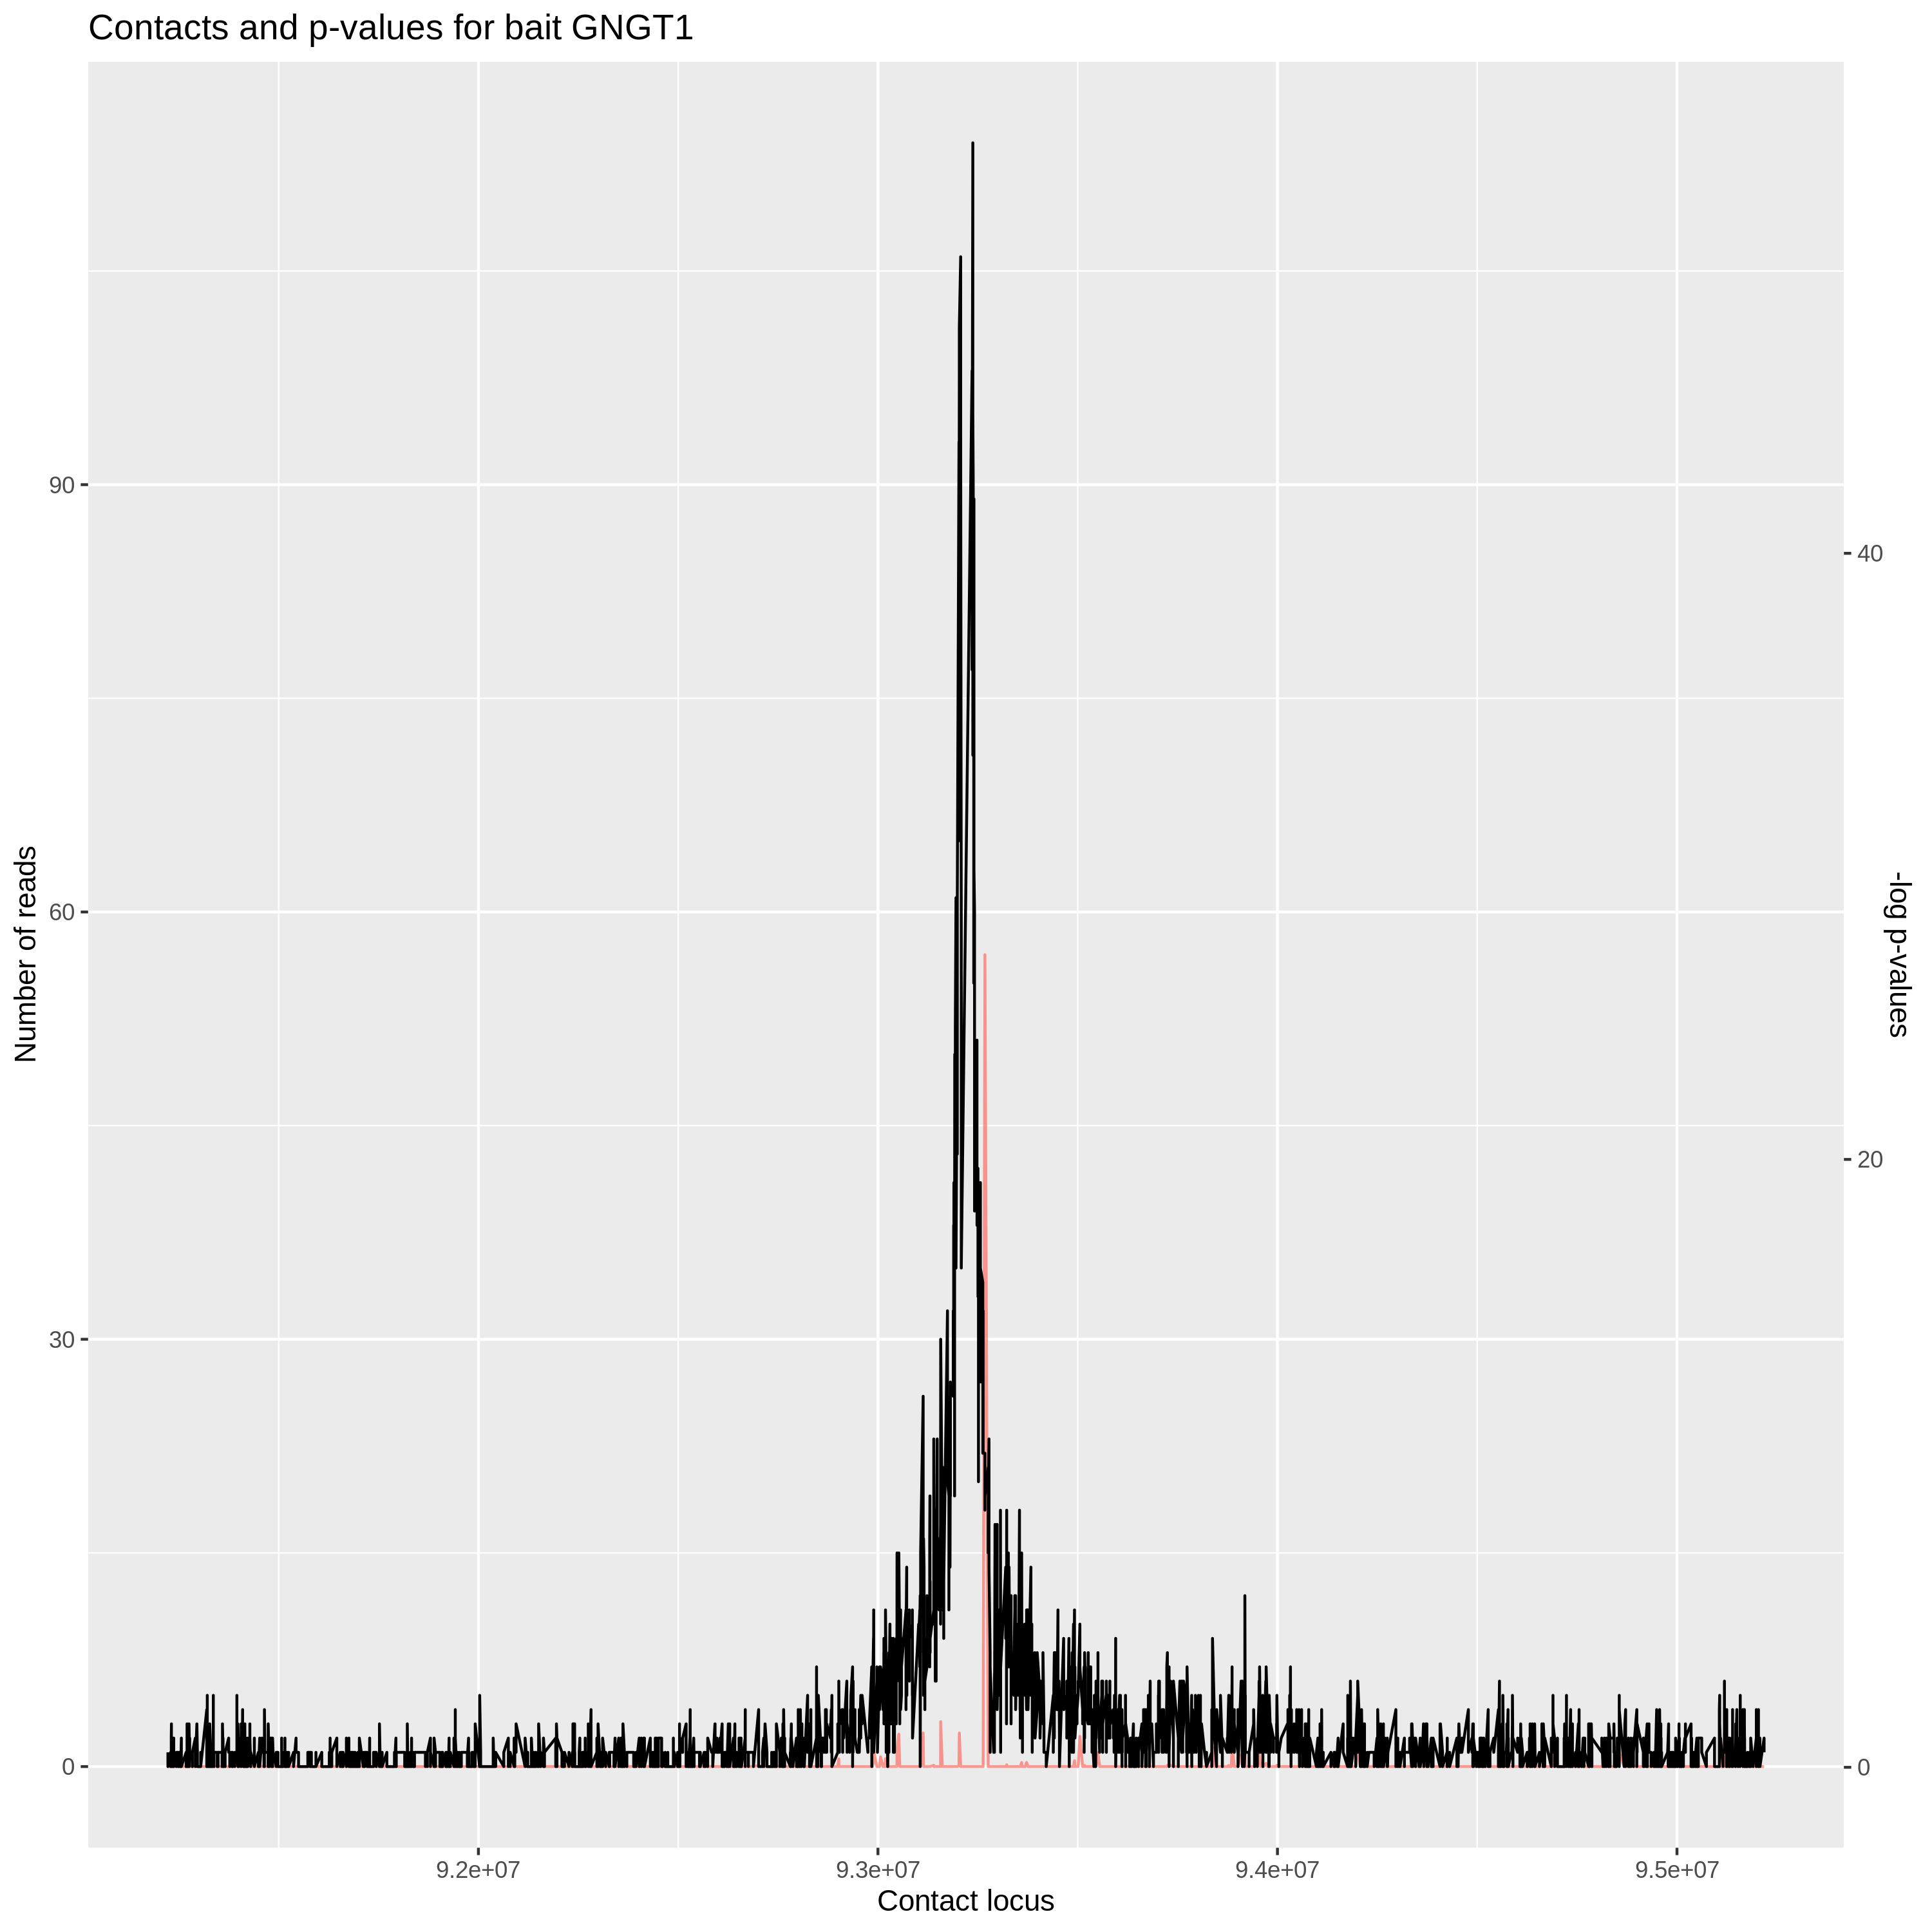 Contacts and p-values for bait GNGT1
90
60
30
0
Number of reads
40
20
0
-log p-values
9.2e+07 9.3e+07 9.4e+07 9.5e+07
Contact locus